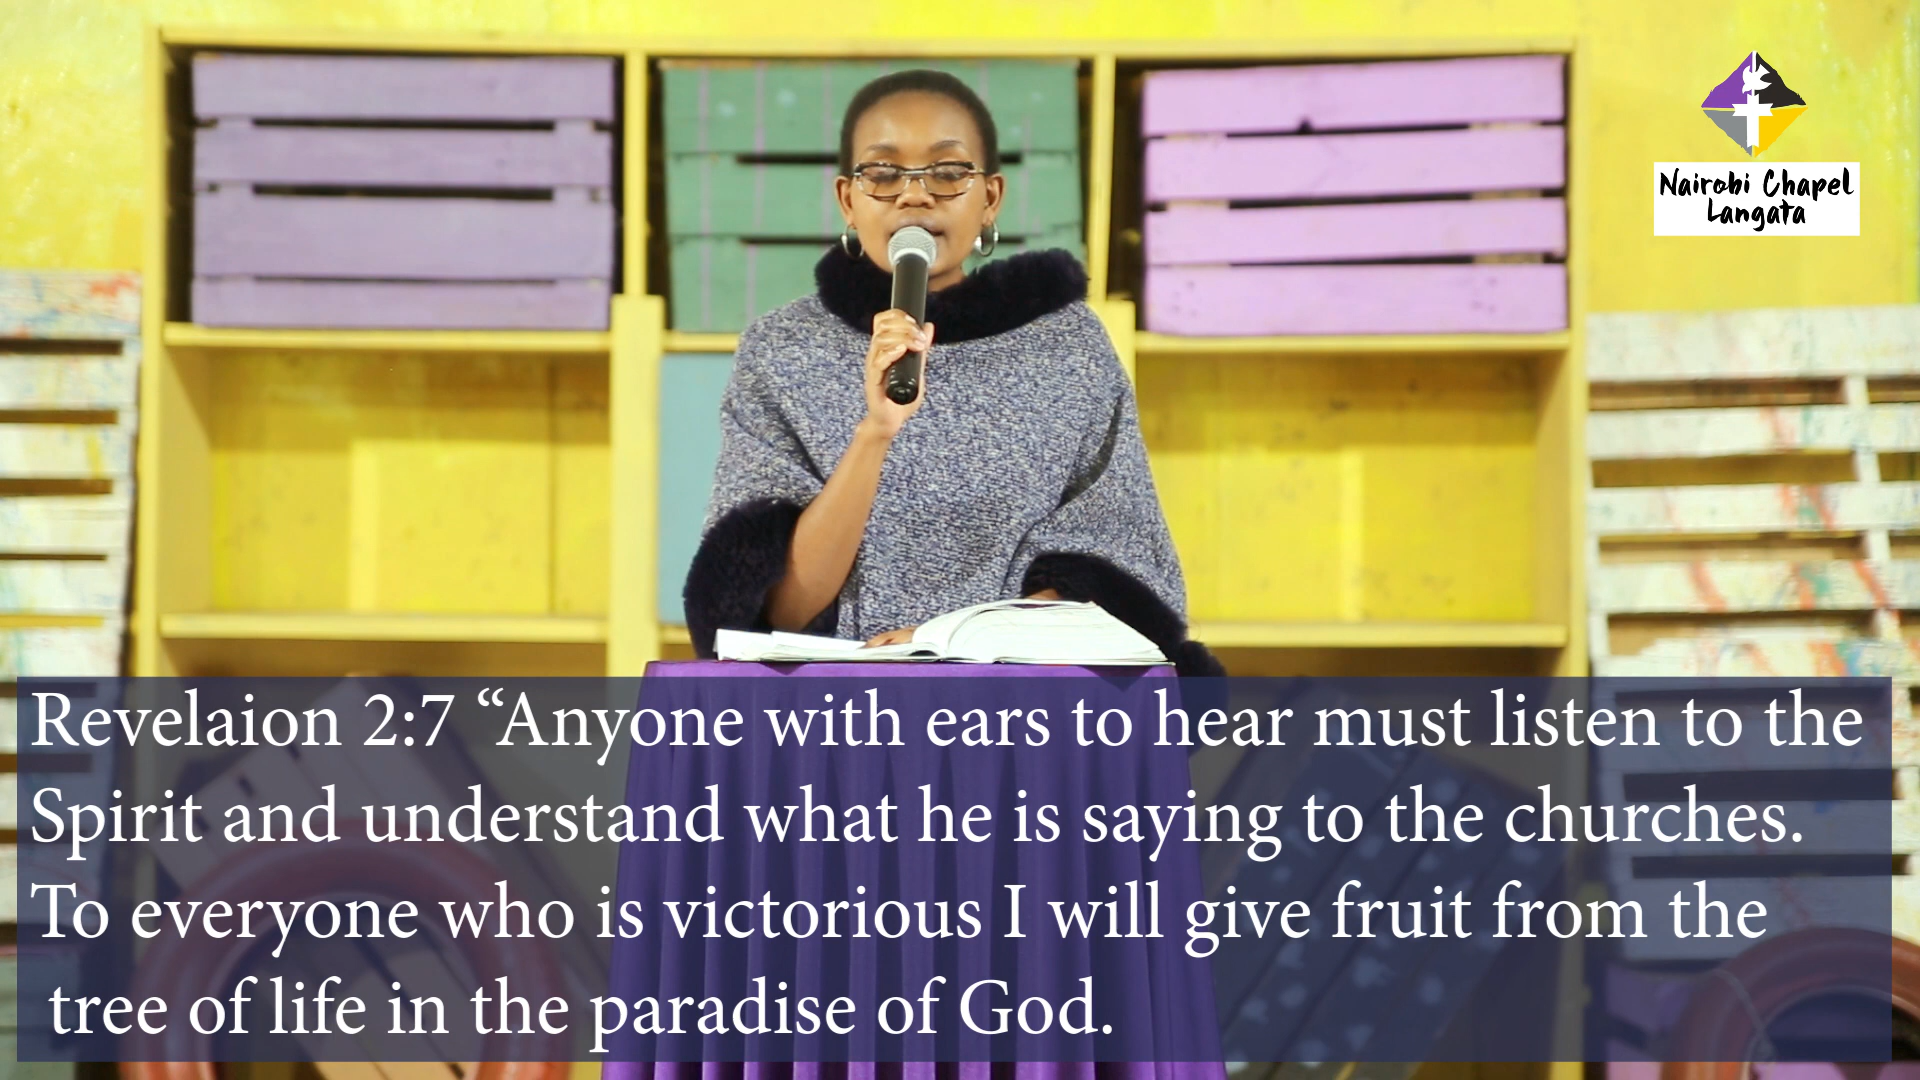 Nairobi Chapel
Langata
Revelaion 2:7 “Anyone with ears to hear must listen to the
Spirit and understand what he is saying to the churches.
To everyone who is victorious I will give fruit from the
tree of life in the paradise of God.